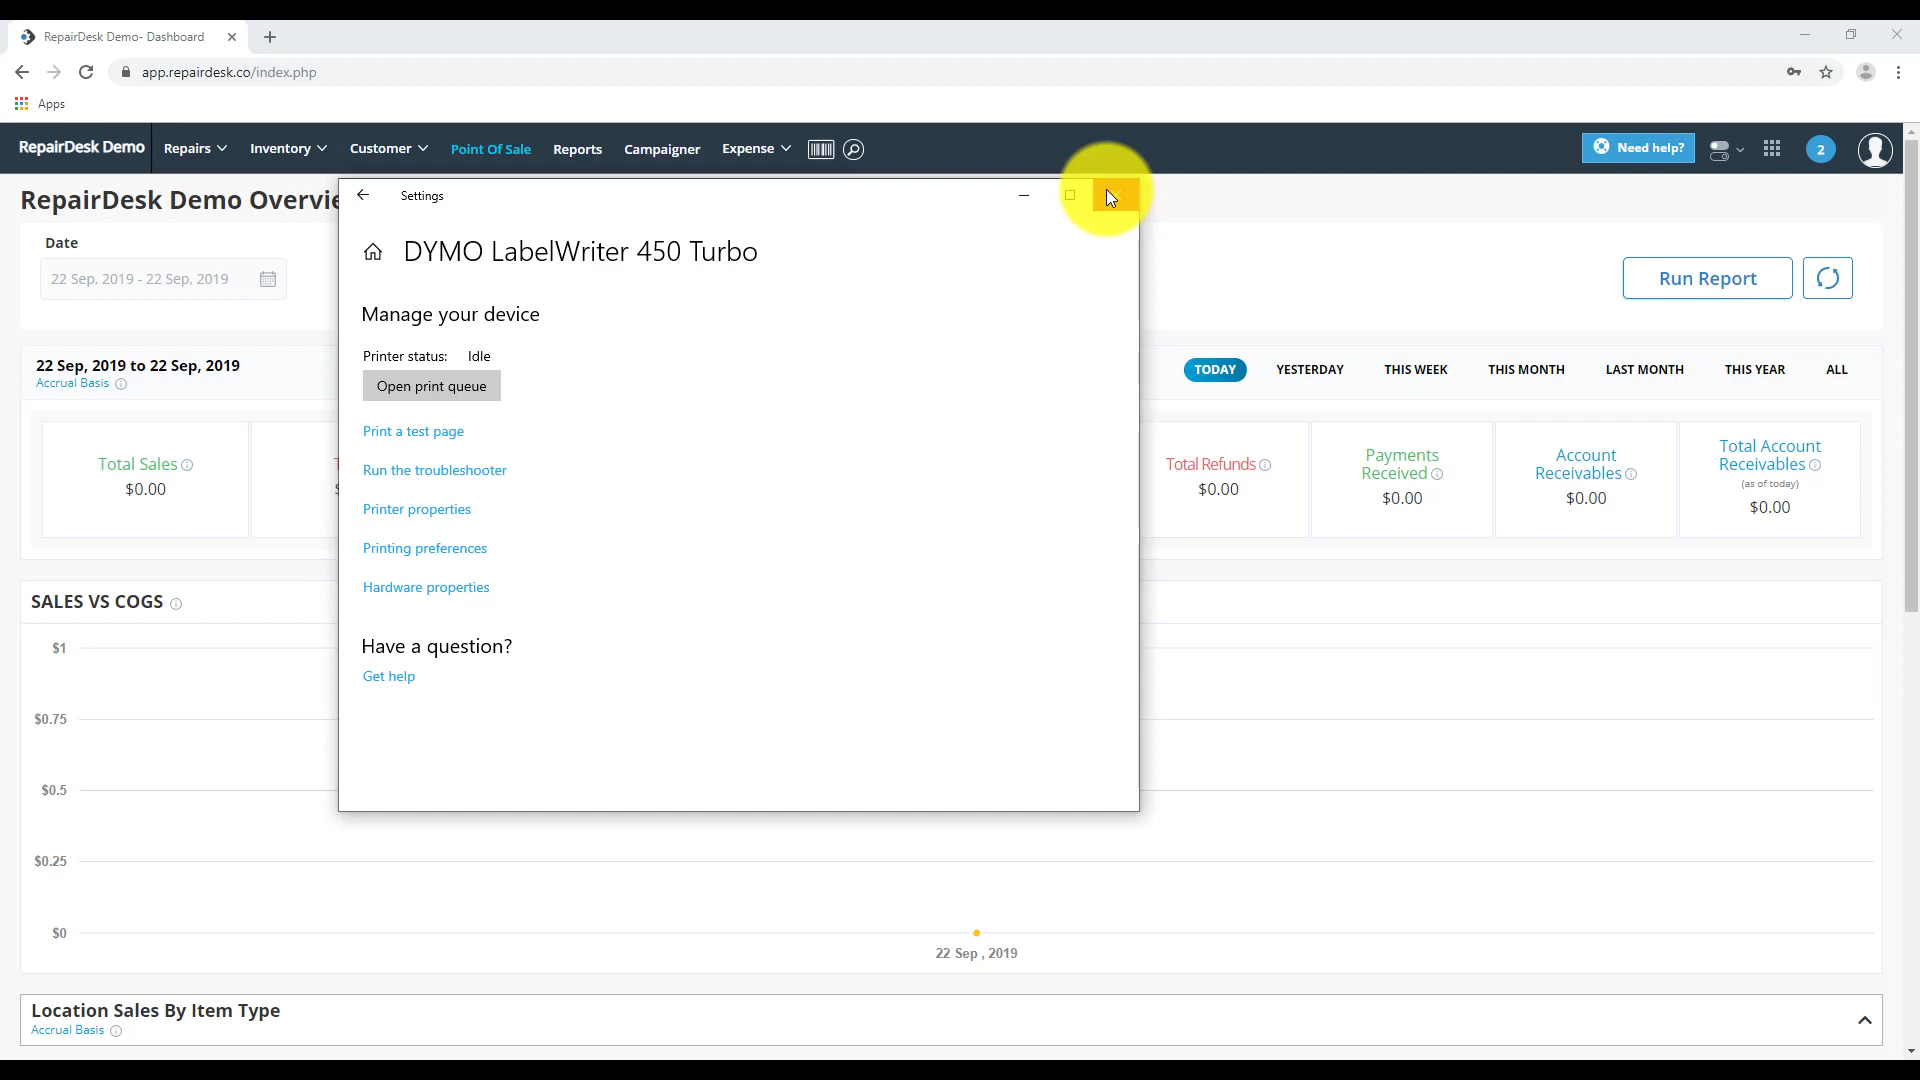 RepairDesk Demo- Dashboard
app.repairdesk.co/index.php
Apps
RepairDesk Demo
Repairs
Inventory
Customer
Point Of Sale
Reports
Campaigner
Expense
Need help?
2
RepairDesk Demo Overvie
Date
22 Sep, 2019 - 22 Sep, 2019
Run Report
22 Sep, 2019 to 22 Sep, 2019
Accrual Basis
TODAY
YESTERDAY
THIS WEEK
THIS MONTH
LAST MONTH
THIS YEAR
ALL
Total Sales
$0.00
Total Refunds
$0.00
Payments
Received
$0.00
Account
Receivables
$0.00
Total Account
Receivables
(as of today)
$0.00
Settings
DYMO LabelWriter 450 Turbo
Manage your device
Printer status: Idle
Open print queue
Print a test page
Run the troubleshooter
Printer properties
Printing preferences
Hardware properties
Have a question?
Get help
SALES VS COGS
$1
$0.75
$0.5
$0.25
$0
22 Sep , 2019
Location Sales By Item Type
Accrual Basis